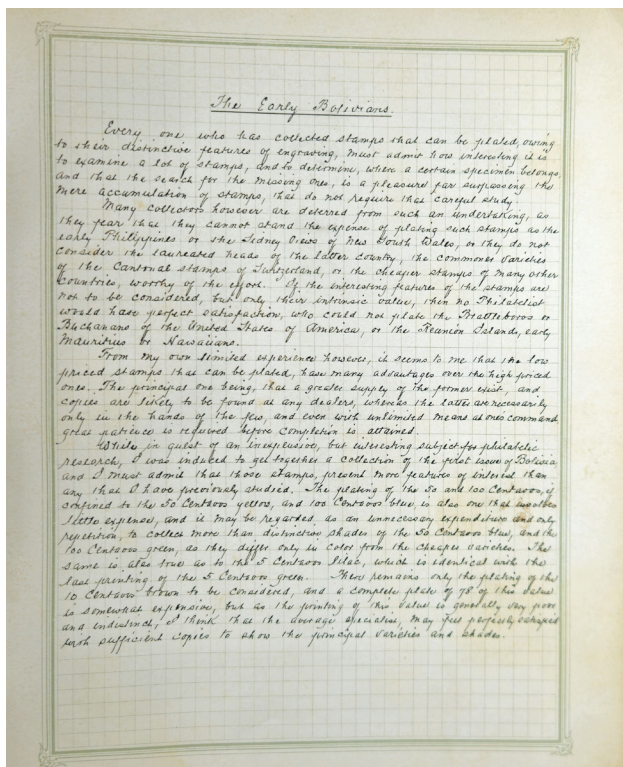 The Early Bolivians.
Every one who has collected stamps that can be plated, owing
to their distinctive features of engraving, must admit how interesting it is
to examine a lot of stamps, and to determine, where a certain specimen belongs,
and that the search for the missing one, is a pleasure far surpassing the
mere accumulation of stamps, that do not require that careful study.
Many collectors however are deterred from such an undertaking, as
they fear that they cannot stand the expense of plating such stamps as the
early Philippines or the Sidney Views of New South Wales, or they do not
consider the laureated heads of the latter country, the commoner varieties
of the Cantonal stamps of Switzerland, or the cheaper stamps of many other
countries, worthy of the effort. If the interesting features of the stamps are
not to be considered, but only their intrinsic value, then no Philatelist
would have perfect satisfaction, who could not plate the Brattleboros or
Buchanans of the United States of America, or the Reunion Islands, early
Mauritius or Hawaiians.
From my own limited experience however, it seems to me that the low
priced stamps that can be plated, have many advantages over the high priced
ones. The principal one being, that a greater supply of the former exist, and
copies are likely to be found at any dealers, whereas the latter are necessarily
only in the hands of the few, and even with unlimited means at one's command
great patience is required before completion is attained.
While in quest of an inexpensive, but interesting subject for philatelic
research, I was induced to get together a collection of the first issue of Bolivia
and I must admit that those stamps, present more features of interest than
any that I have previously studied. The plating of the 50 and 100 Centavos, if
confined to the 50 Centavos yellow, and 100 Centavos blue, is also one that involves
little expense, and it may be regarded, as an unnecessary expenditure and only
repetition, to collect more than distinctive shades of the 50 Centavos blue, and the
100 Centavos green, as they differ only in color from the cheaper varieties. The
same is also true as to the 5 Centavos lilac, which is identical with the
last printing of the 5 Centavos green. There remains only the plating of the
10 Centavos brown to be considered, and a complete plate of 78 of this value
is somewhat expensive, but as the printing of this value is generally very poor
and indistinct, I think that the average specialist, may feel perfectly satisfied
with sufficient copies to show the principal varieties and shades.